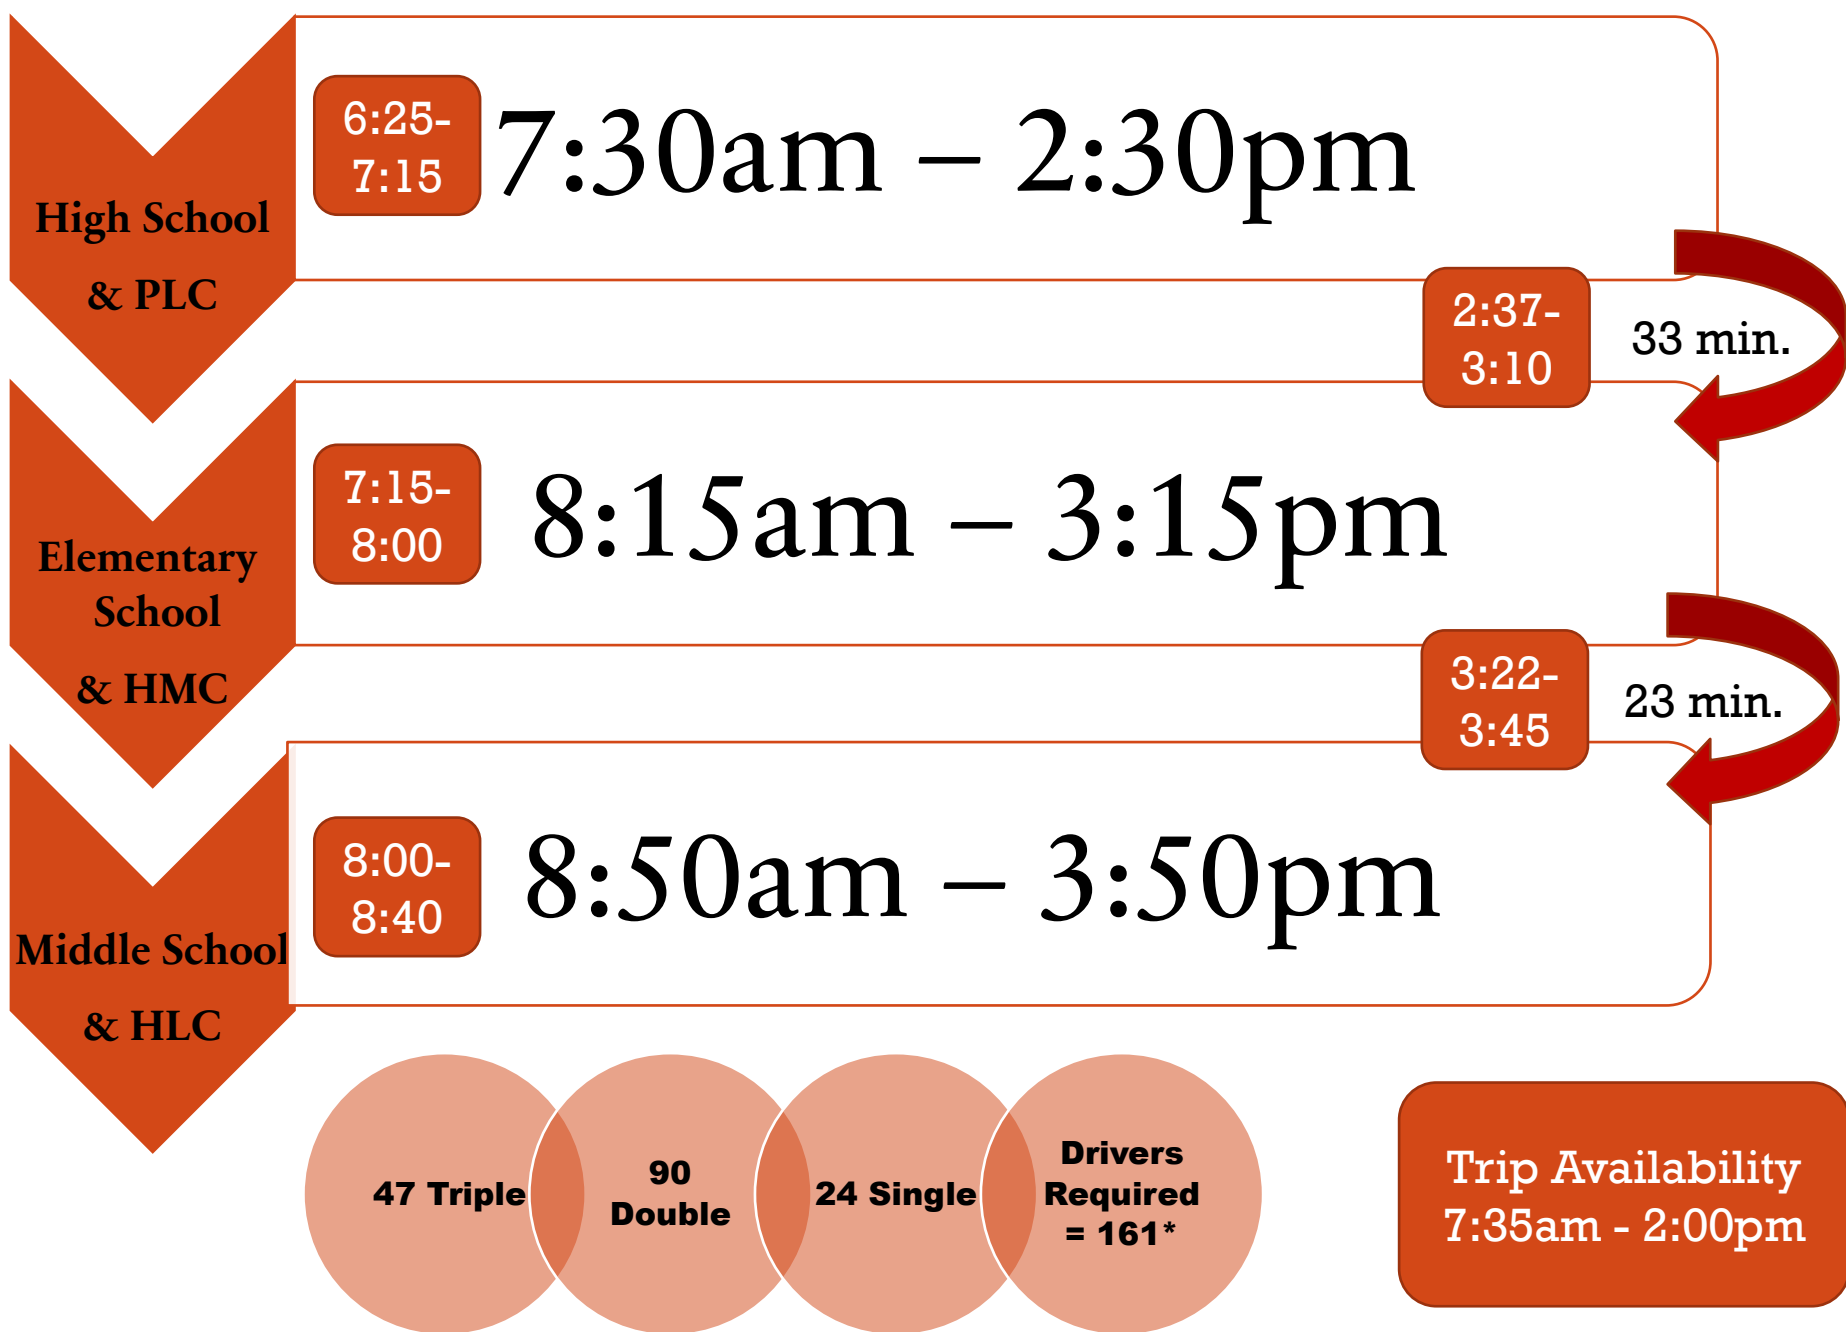 High School
& PLC
6:25-
7:15
7:30am – 2:30pm
2:37-
3:10
33 min.
Elementary
School
& HMC
7:15-
8:00
8:15am – 3:15pm
3:22-
3:45
23 min.
Middle School
& HLC
8:00-
8:40
8:50am – 3:50pm
47 Triple
90
Double
24 Single
Drivers
Required
= 161*
Trip Availability
7:35am - 2:00pm